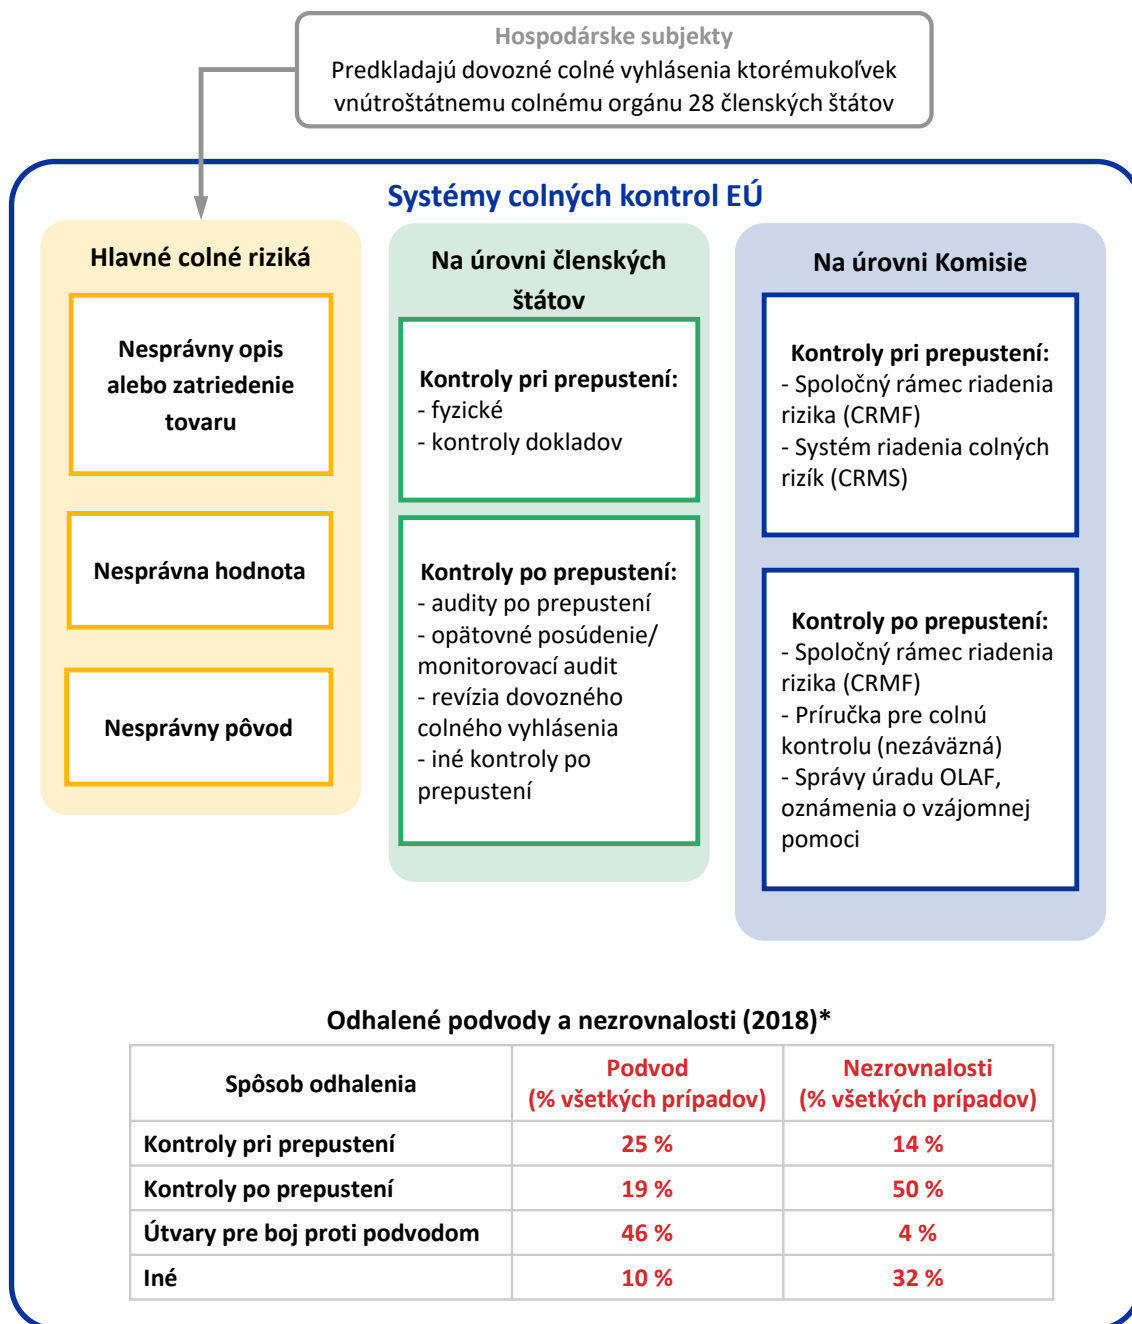 Hospodárske subjekty
Predkladajú dovozné colné vyhlásenia ktorémukoľvek
vnútroštátnemu colnému orgánu 28 členských štátov
Systémy colných kontrol EÚ
Hlavné colné riziká
Nesprávny opis
alebo zatriedenie
tovaru
Nesprávna hodnota
Nesprávny pôvod
Na úrovni členských
štátov
Kontroly pri prepustení:
- fyzické
- kontroly dokladov
Kontroly po prepustení:
- audity po prepustení
- opätovné posúdenie/
monitorovací audit
- revízia dovozného
colného vyhlásenia
- iné kontroly po
prepustení
Na úrovni Komisie
Kontroly pri prepustení:
- Spoločný rámec riadenia
rizika (CRMF)
- Systém riadenia colných
rizík (CRMS)
Kontroly po prepustení:
- Spoločný rámec riadenia
rizika (CRMF)
- Príručka pre colnú
kontrolu (nezáväzná)
- Správy úradu OLAF,
oznámenia o vzájomnej
pomoci
Odhalené podvody a nezrovnalosti (2018)*
Spôsob odhalenia
Podvod
(% všetkých prípadov)
Nezrovnalosti
(% všetkých prípadov)
Kontroly pri prepustení 25 % 14 %
Kontroly po prepustení 19 % 50 %
Útvary pre boj proti podvodom 46 % 4 %
Iné 10 % 32 %